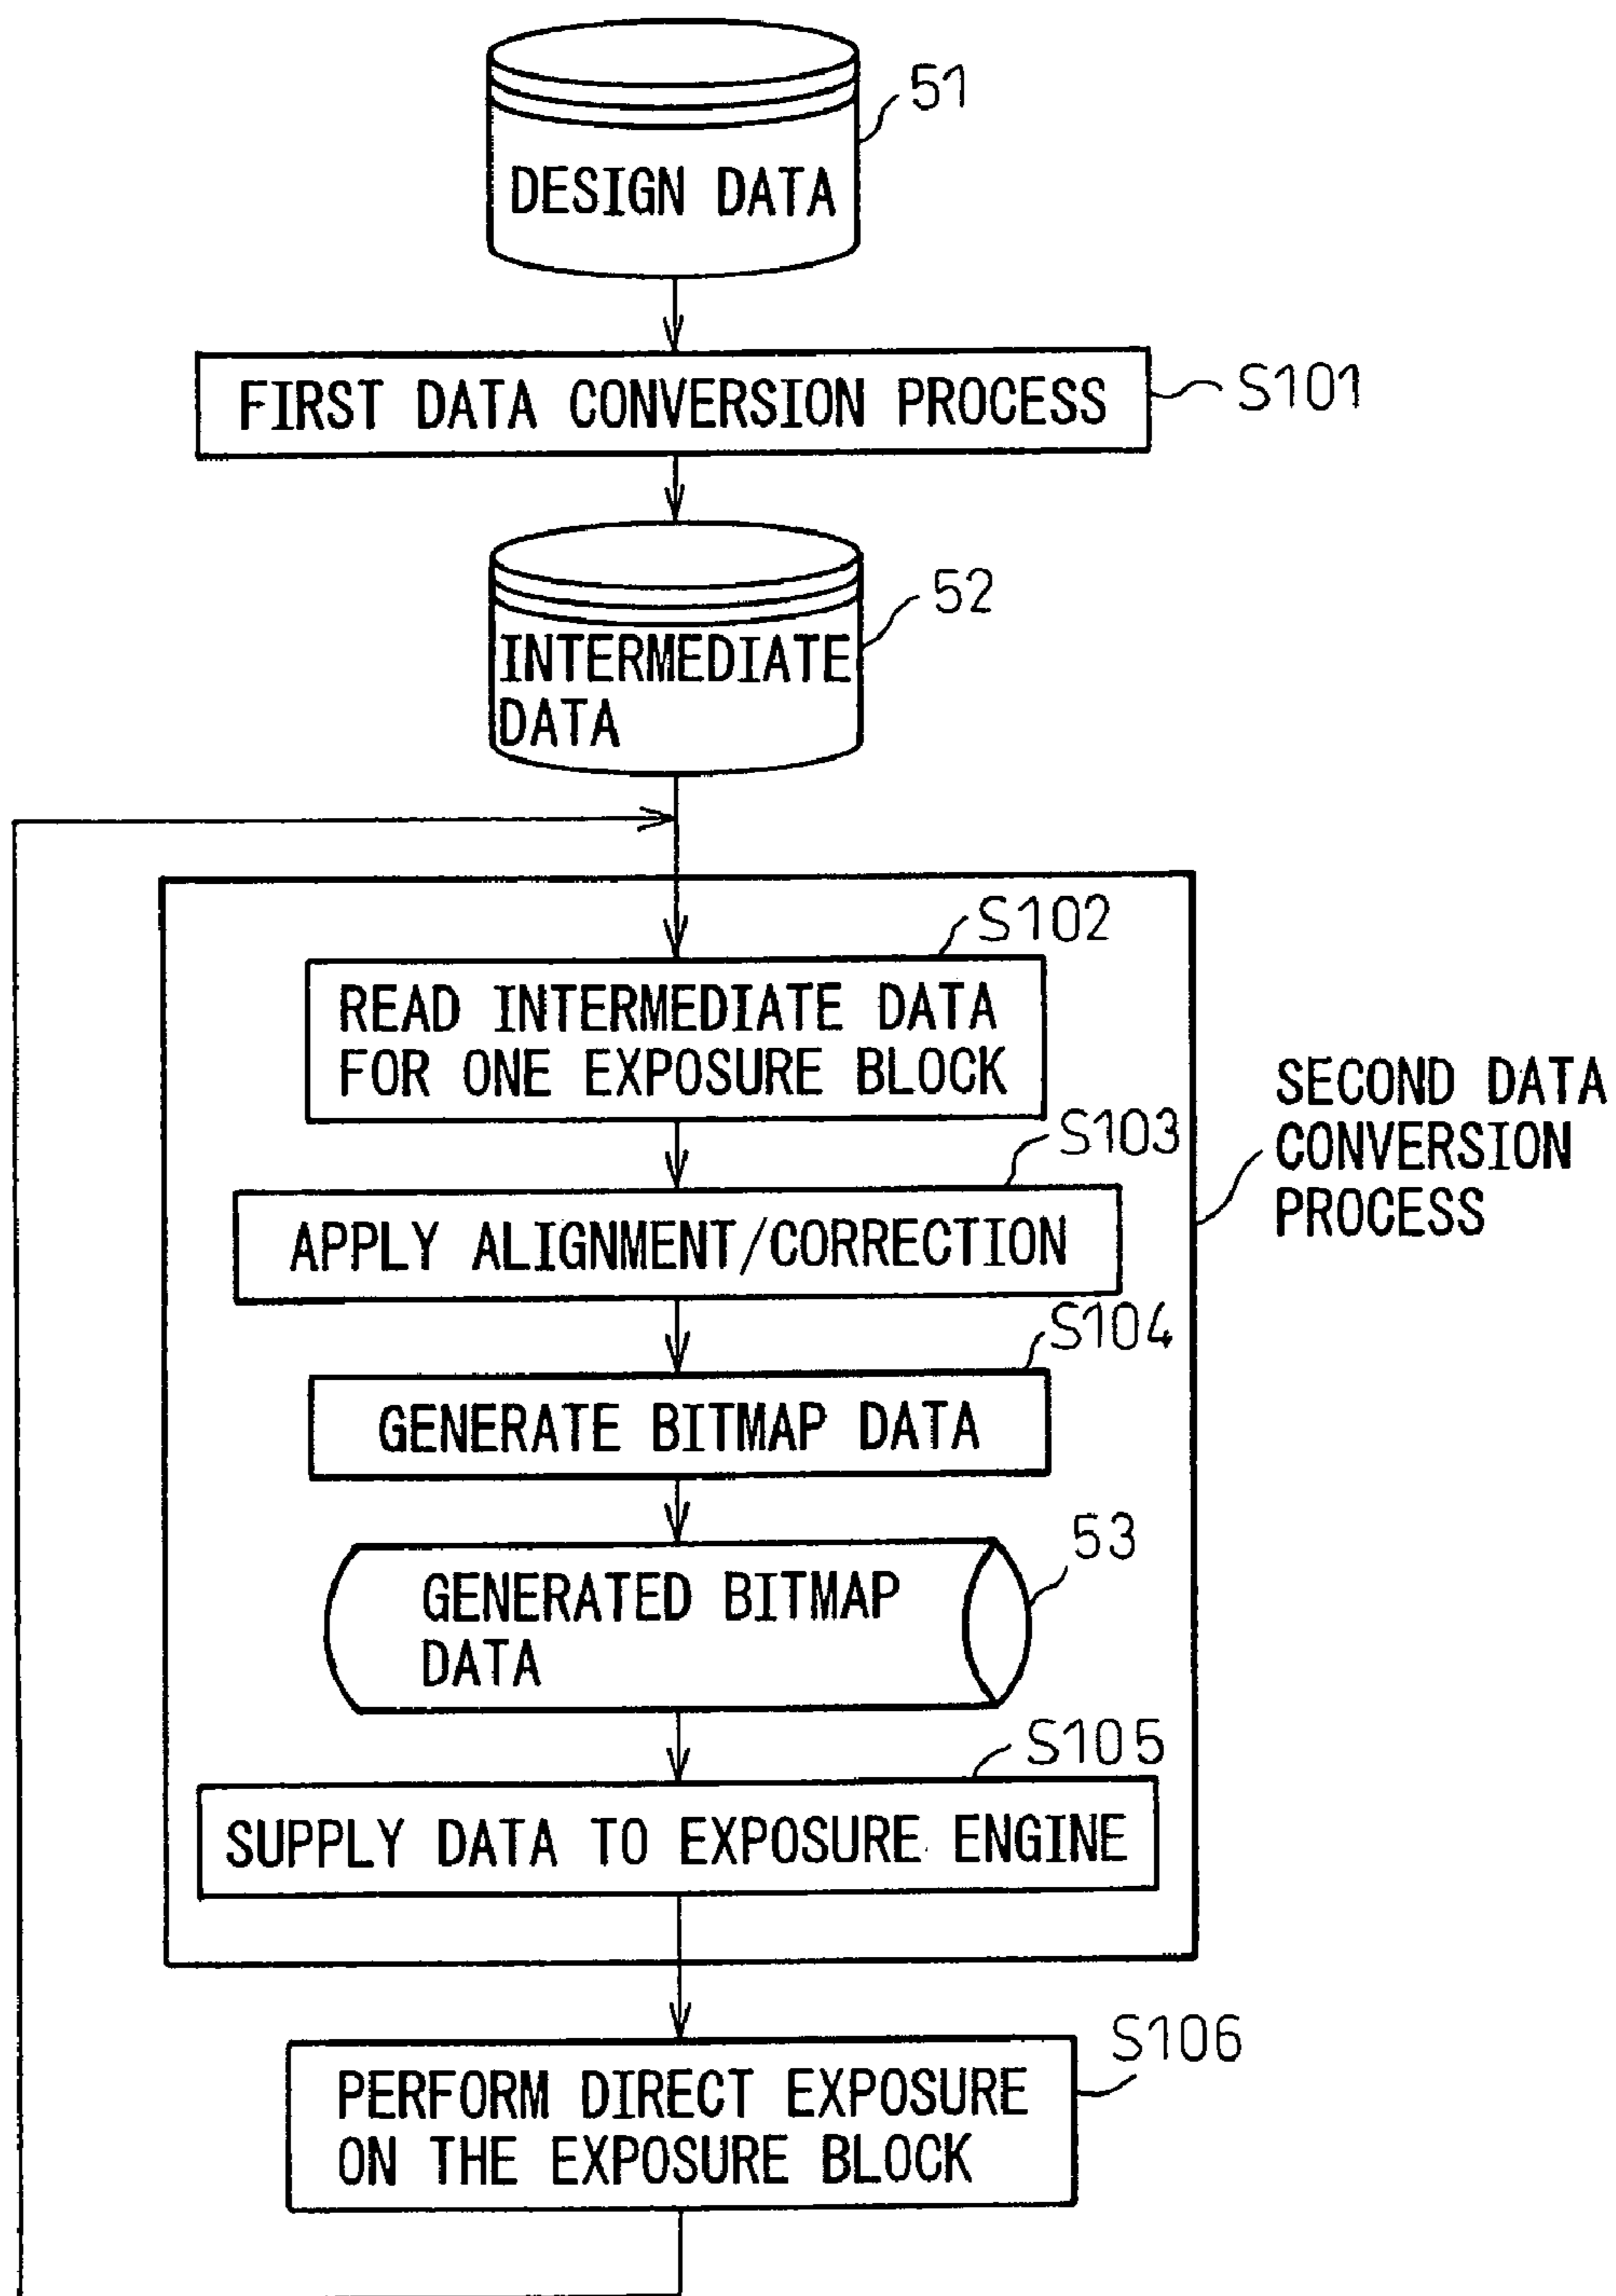 51
DESIGN DATA
FIRST DATA CONVERSION PROCESS
S101
52
INTERMEDIATE
DATA
S102
READ INTERMEDIATE DATA
FOR ONE EXPOSURE BLOCK
SECOND DATA
CONVERSION
PROCESS
S103
APPLY ALIGNMENT/CORRECTION
S104
GENERATE BITMAP DATA
53
GENERATED BITMAP
DATA
S105
SUPPLY DATA TO EXPOSURE ENGINE
S106
PERFORM DIRECT EXPOSURE
ON THE EXPOSURE BLOCK